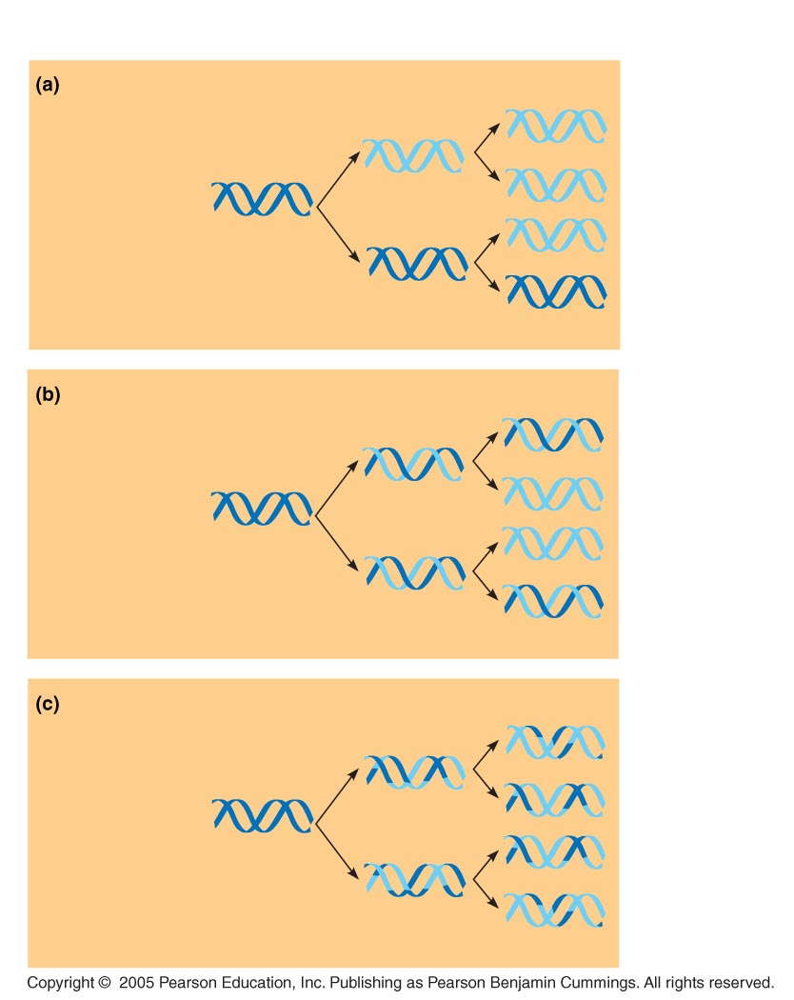 (a)
(b)
(c)
Copyright © 2005 Pearson Education, Inc. Publishing as Pearson Benjamin Cummings. All rights reserved.